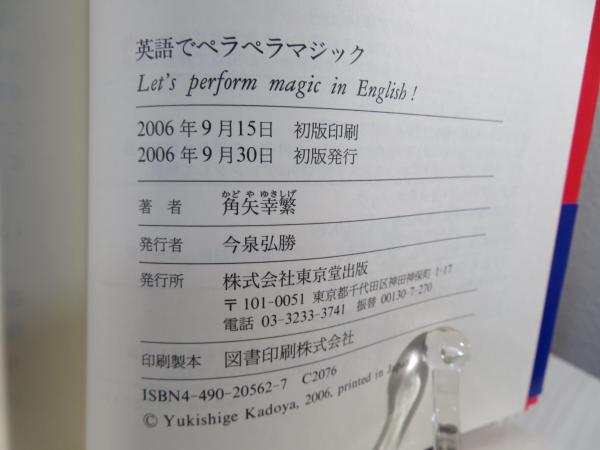 英語でペラペラマジック
Let's perform magic in English!
2006年9月15日 初版印刷
2006年9月30日 初版発行
かどやゆきしげ
著者 角矢幸繁
発行者 今泉弘勝
発行所 株式会社東京堂出版
〒101-0051 東京都千代田区神田神保町1-17
電話 03-3233-3741 振替 00130-7-270
印刷製本 図書印刷株式会社
ISBN4-490-20562-7 C2076
© Yukishige Kadoya, 2006, printed in Japan